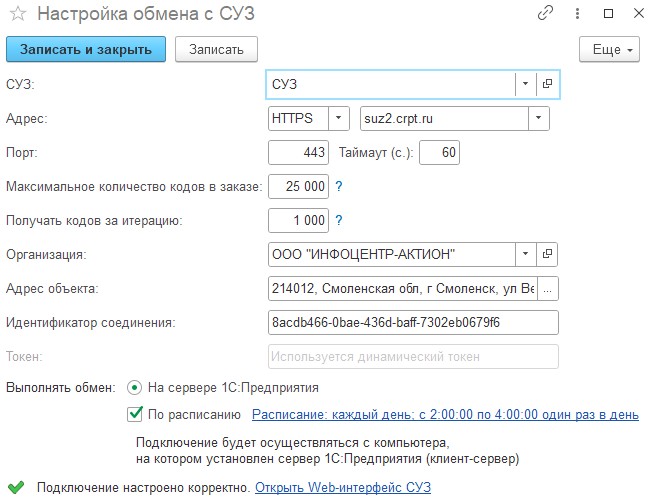 Настройка обмена с СУЗ
Записать и закрыть Записать Еще
СУЗ: СУЗ
Адрес: HTTPS suz2.crpt.ru
Порт: 443 Таймаут (с.): 60
Максимальное количество кодов в заказе: 25 000 ?
Получать кодов за итерацию: 1 000 ?
Организация: ООО "ИНФОЦЕНТР-АКТИОН"
Адрес объекта: 214012, Смоленская обл, г Смоленск, ул Ве ...
Идентификатор соединения: 8acdb466-0bae-436d-baff-7302eb0679f6
Токен: Используется динамический токен
Выполнять обмен: На сервере 1С:Предприятия
По расписанию Расписание: каждый день; с 2:00:00 по 4:00:00 один раз в день
Подключение будет осуществляться с компьютера,
на котором установлен сервер 1С:Предприятия (клиент-сервер)
Подключение настроено корректно. Открыть Web-интерфейс СУЗ